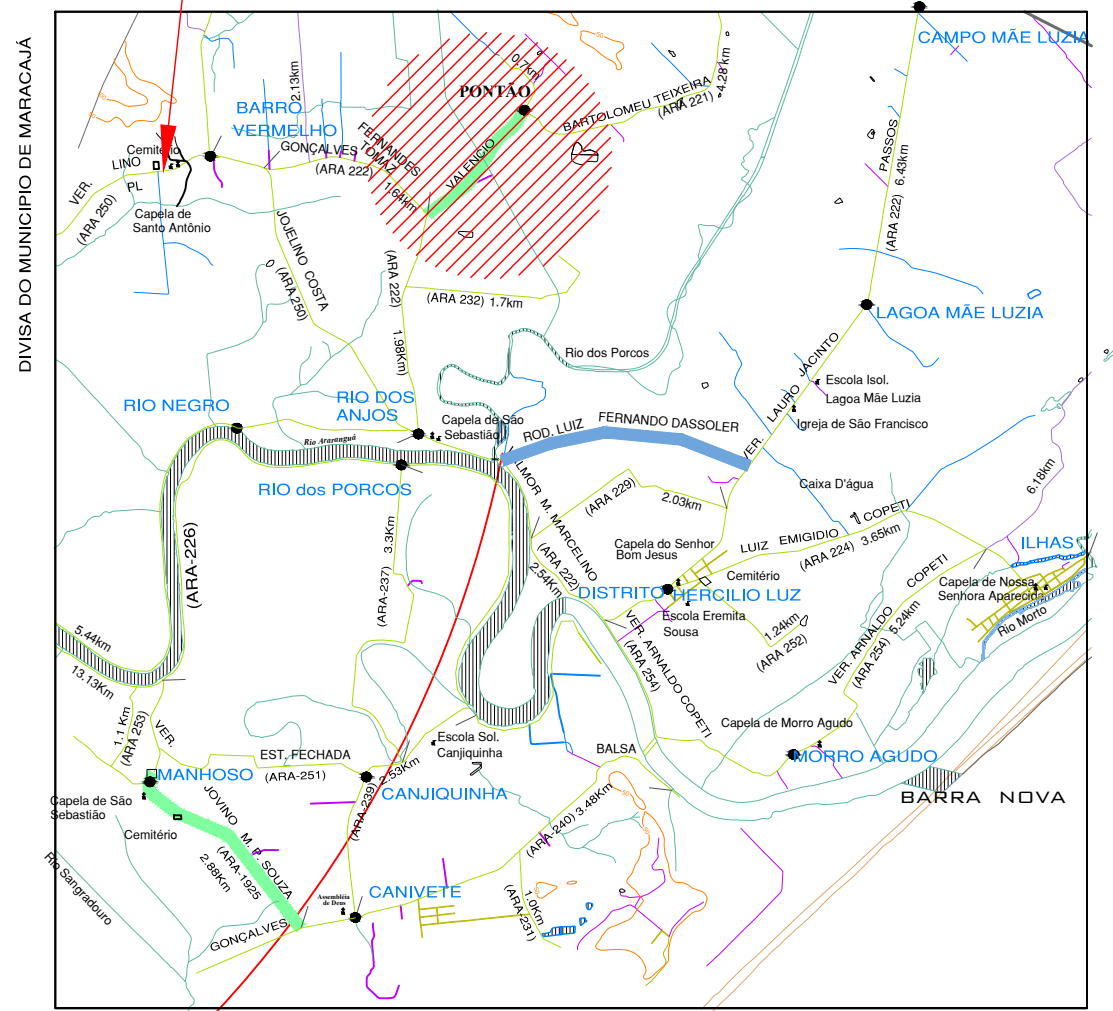 DIVISA DO MUNICIPIO DE MARACAJÁ
CAMPO MÃE LUZIA
0.7km
PONTÃO
4.28km
BARTOLOMEU TEIXEIRA
(ARA 221)
2.13km
BARRO
VERMELHO
Cemitério
LINO
PL
VER.
(ARA 250)
Capela de
Santo Antônio
GONÇALVES
(ARA 222)
FERNANDES
TOMAZ
1.64km
VALENCIO
PASSOS
(ARA 222) 6.43km
JOJELINO COSTA
(ARA 250)
(ARA 222)
1.98Km
(ARA 232) 1.7km
LAGOA MÃE LUZIA
Rio dos Porcos
VER. LAURO JACINTO
Escola Isol.
Lagoa Mãe Luzia
Igreja de São Francisco
RIO NEGRO
RIO DOS
ANJOS
Capela de São
Sebastião
ROD. LUIZ FERNANDO DASSOLER
Rio Araranguá
RIO dos PORCOS
VALMOR M. MARCELINO
(ARA 222)
2.54Km
(ARA 229)
2.03km
Caixa D'água
6.18km
(ARA-226)
3.3Km
(ARA-237)
Capela do Senhor
Bom Jesus
LUIZ EMIGIDIO COPETI
(ARA 224) 3.65km
ILHAS
Cemitério
DISTRITO HERCILIO LUZ
Escola Eremita
Sousa
1.24km
(ARA 252)
Capela de Nossa
Senhora Aparecida
Rio Morto
VER. ARNALDO COPETI
(ARA 254) 5.24km
VER. ARNALDO COPETI
(ARA 254)
5.44km
13.13Km
1.1 Km
(ARA 253)
VER.
EST. FECHADA
(ARA-251)
Escola Sol.
Canjiquinha
2.53km
BALSA
Capela de Morro Agudo
MORRO AGUDO
BARRA NOVA
MANHOSO
CANJIQUINHA
(ARA-239)
(ARA-240) 3.48Km
Capela de São
Sebastião
Cemitério
JOVINO M. P. SOUZA
(ARA-1925
2.88Km
Rio Sangradouro
Assembléia
de Deus
CANIVETE
1.0Km
(ARA-231)
GONÇALVES